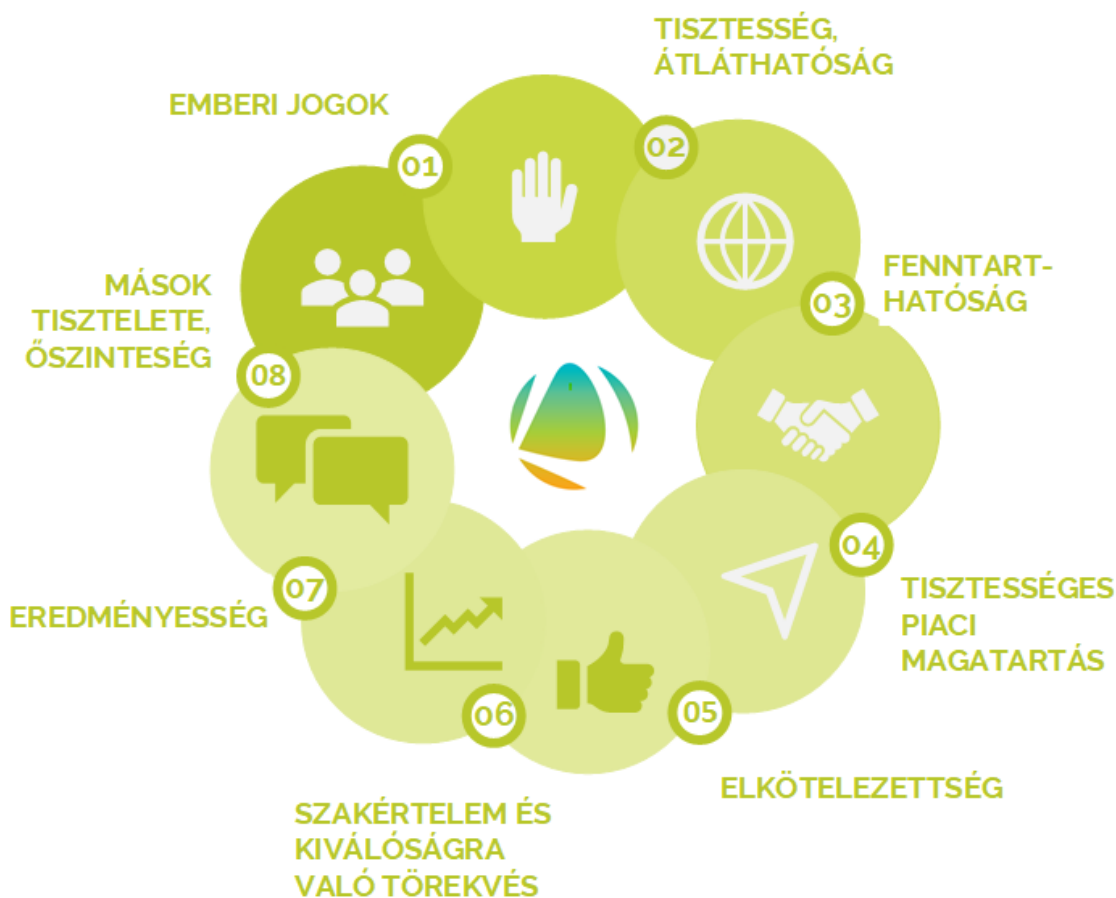 EMBERI JOGOK
01
TISZTESSÉG,
ÁTLÁTHATÓSÁG
02
FENNTART-
HATÓSÁG
03
TISZTESSÉGES
PIACI
MAGATARTÁS
04
ELKÖTELEZETTSÉG
05
SZAKÉRTELEM ÉS
KIVÁLÓSÁGRA
VALÓ TÖREKVÉS
06
EREDMÉNYESSÉG
07
MÁSOK
TISZTELETE,
ŐSZINTESÉG
08